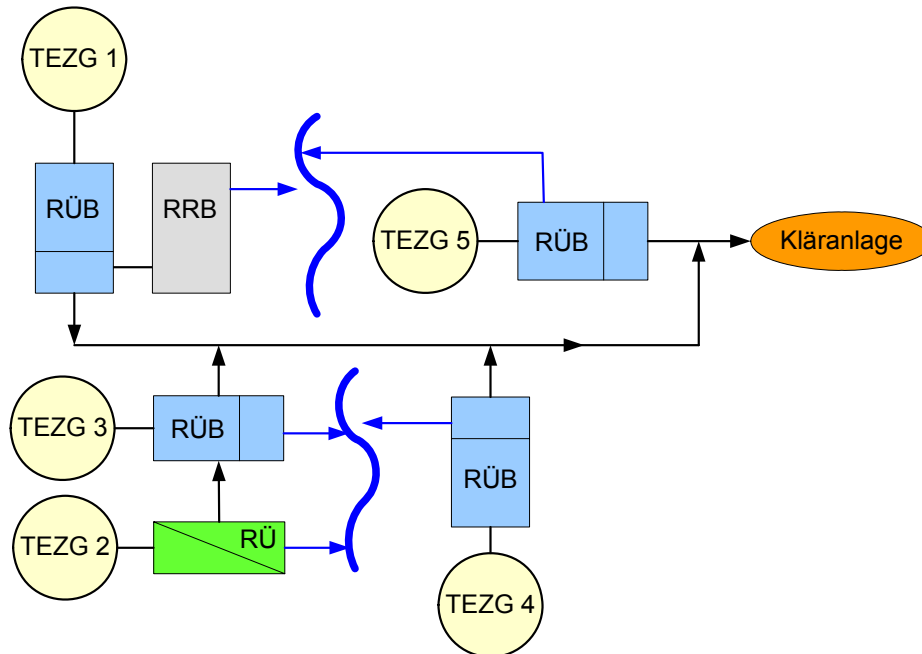 TEZG 1
RÜB
RRB
TEZG 5
RÜB
Kläranlage
TEZG 3
RÜB
RÜB
TEZG 2
RÜ
TEZG 4